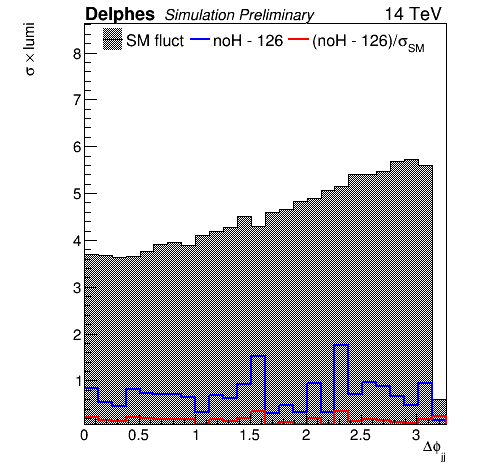 Delphes Simulation Preliminary 14 TeV
σ × lumi
SM fluct noH - 126 (noH - 126)/σSM
8
7
6
5
4
3
2
1
0 0.5 1 1.5 2 2.5 3
Δϕjj